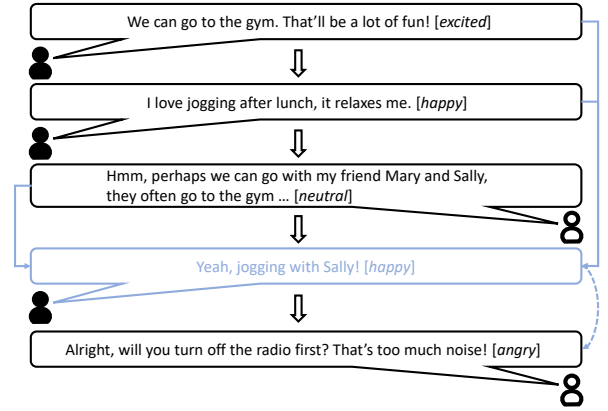 We can go to the gym. That'll be a lot of fun! [excited]
I love jogging after lunch, it relaxes me. [happy]
Hmm, perhaps we can go with my friend Mary and Sally,
they often go to the gym … [neutral]
Yeah, jogging with Sally! [happy]
Alright, will you turn off the radio first? That's too much noise! [angry]